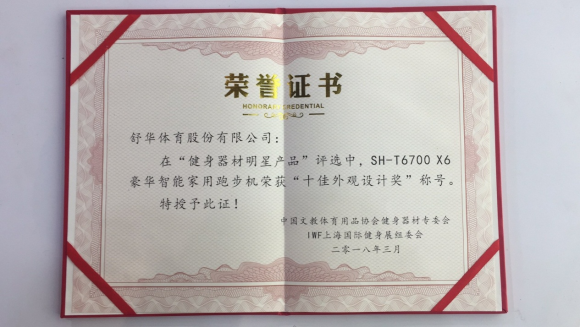 荣誉证书
HONORARY CREDENTIAL
舒华体育股份有限公司：
在“健身器材明星产品”评选中，SH-T6700 X6
豪华智能家用跑步机荣获“十佳外观设计奖”称号。
特授予此证！
中国文教体育用品协会健身器材专委会
IWF上海国际健身展组委会
二零一八年三月